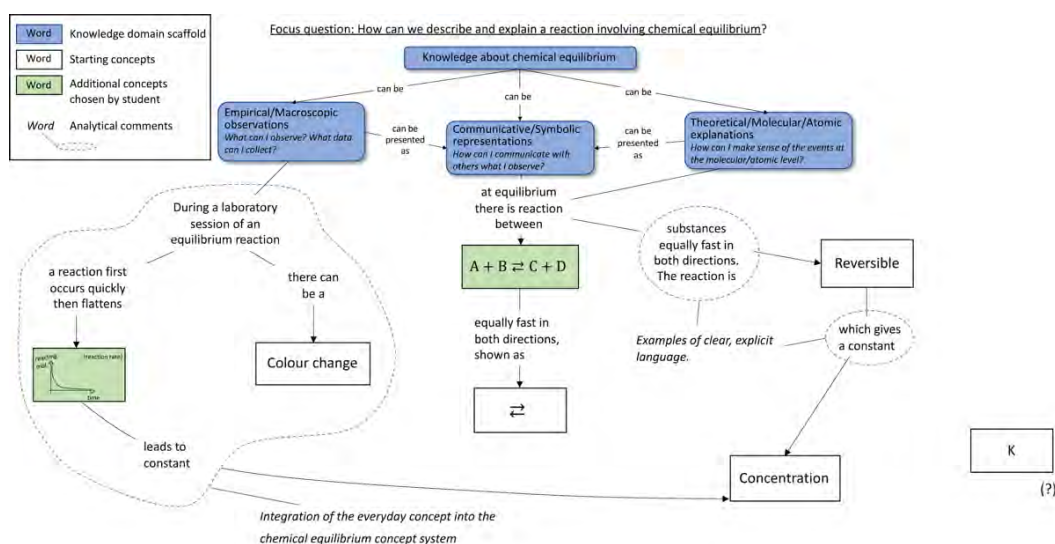 Focus question: How can we describe and explain a reaction involving chemical equilibrium?
Word Knowledge domain scaffold
Word Starting concepts
Word Additional concepts
chosen by student
Word Analytical comments
Knowledge about chemical equilibrium
can be
can be
can be
Empirical/Macroscopic
observations
What can I observe? What data
can I collect?
can be
presented
as
Communicative/Symbolic
representations
How can I communicate with
others what I observe?
can be
presented
as
Theoretical/Molecular/Atomic
explanations
How can I make sense of the events at
the molecular/atomic level?
During a laboratory
session of an
equilibrium reaction
a reaction first
occurs quickly
then flattens
there can
be a
reaction rate
time
Colour change
leads to
constant
at equilibrium
there is reaction
between
A + B ⇄ C + D
equally fast in
both directions,
shown as
⇄
substances
equally fast in
both directions.
The reaction is
Reversible
Examples of clear, explicit
language.
which gives
a constant
Concentration
K
(?)
Integration of the everyday concept into the
chemical equilibrium concept system